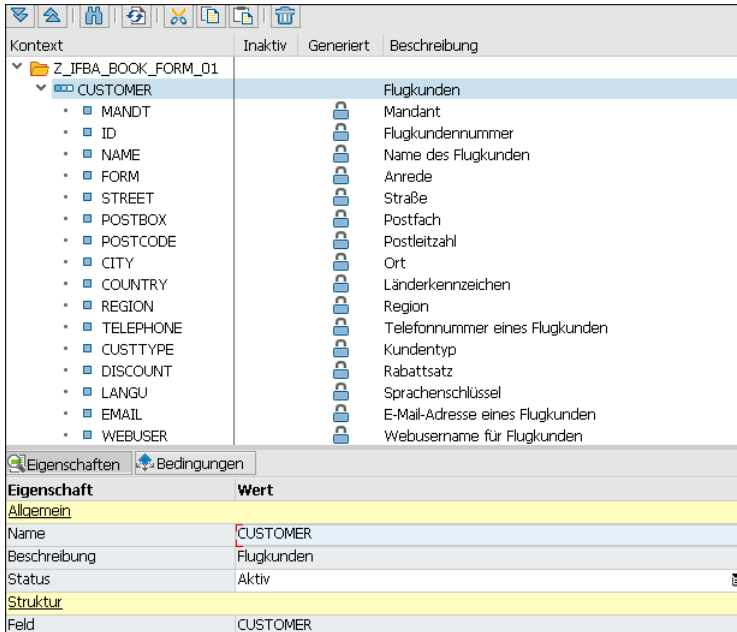 Kontext Inaktiv Generiert Beschreibung
Z_IFBA_BOOK_FORM_01
CUSTOMER Flugkunden
MANDT Mandant
ID Flugkundennummer
NAME Name des Flugkunden
FORM Anrede
STREET Straße
POSTBOX Postfach
POSTCODE Postleitzahl
CITY Ort
COUNTRY Länderkennzeichen
REGION Region
TELEPHONE Telefonnummer eines Flugkunden
CUSTTYPE Kundentyp
DISCOUNT Rabattsatz
LANGU Sprachenschlüssel
EMAIL E-Mail-Adresse eines Flugkunden
WEBUSER Webusername für Flugkunden
Eigenschaften Bedingungen
Eigenschaft Wert
Allgemein
Name CUSTOMER
Beschreibung Flugkunden
Status Aktiv
Struktur
Feld CUSTOMER